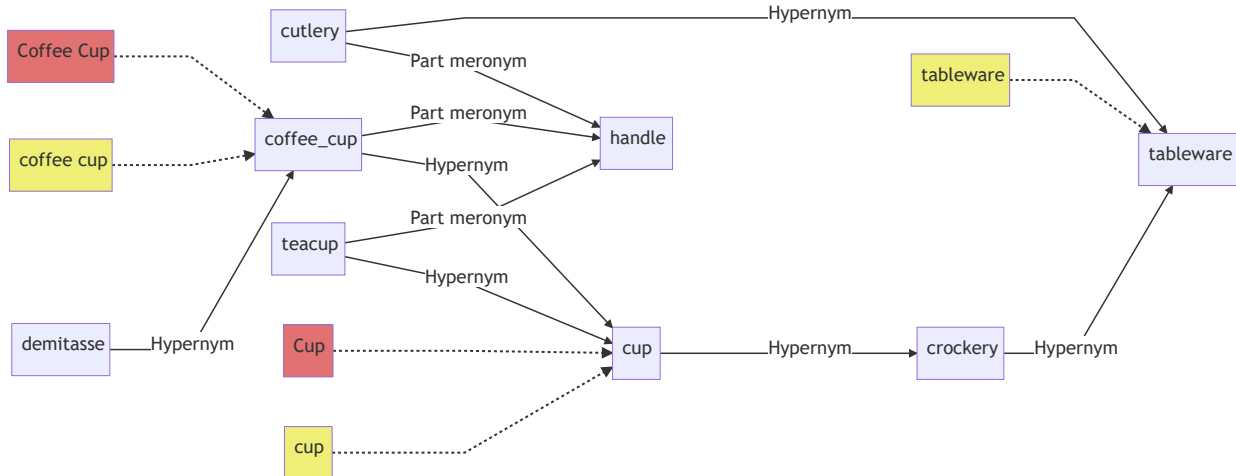 cutlery
Hypernym
Coffee Cup
Part meronym
tableware
Part meronym
coffee_cup
handle
coffee cup
Hypernym
tableware
Part meronym
teacup
Hypernym
demitasse
Hypernym
Cup
cup
Hypernym
crockery
Hypernym
cup